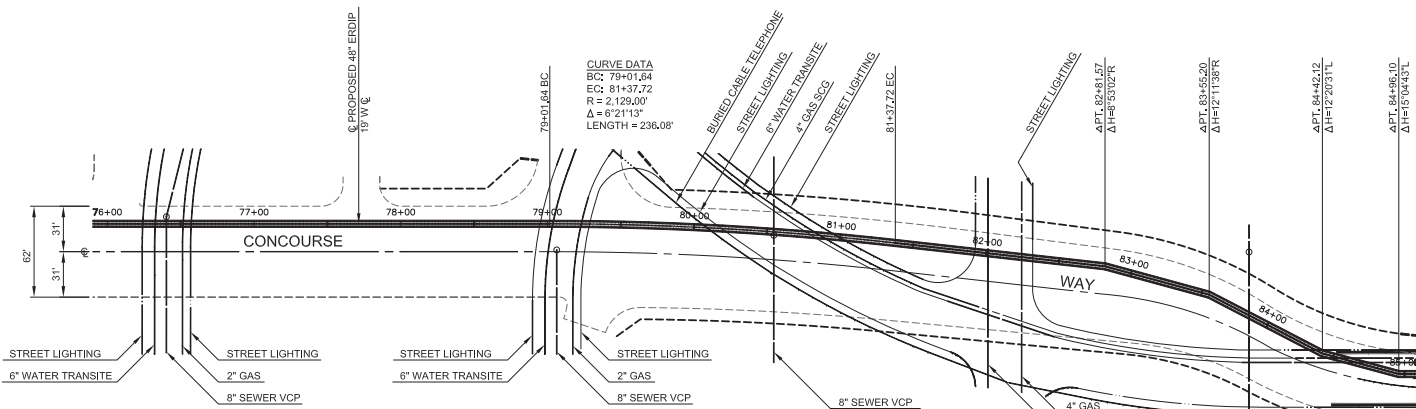 ℄ PROPOSED 48" ERDIP
19' W ℄
79+01.64 BC
CURVE DATA
BC: 79+01.64
EC: 81+37.72
R = 2,129.00'
Δ = 6°21'13"
LENGTH = 236.08'
BURIED CABLE TELEPHONE
STREET LIGHTING
6" WATER TRANSITE
4" GAS SCG
STREET LIGHTING
81+37.72 EC
STREET LIGHTING
Δ PT. 82+81.57
Δ H=8°53'02"R
Δ PT. 83+55.20
Δ H=12°11'38"R
Δ PT. 84+42.12
Δ H=12°20'31"L
Δ PT. 84+96.10
Δ H=15°04'43"L
76+00
77+00
78+00
79+00
80+00
81+00
82+00
83+00
84+00
85+00
62'
31'
31'
℄
CONCOURSE
WAY
STREET LIGHTING
6" WATER TRANSITE
STREET LIGHTING
2" GAS
8" SEWER VCP
STREET LIGHTING
6" WATER TRANSITE
STREET LIGHTING
2" GAS
8" SEWER VCP
8" SEWER VCP
4" GAS